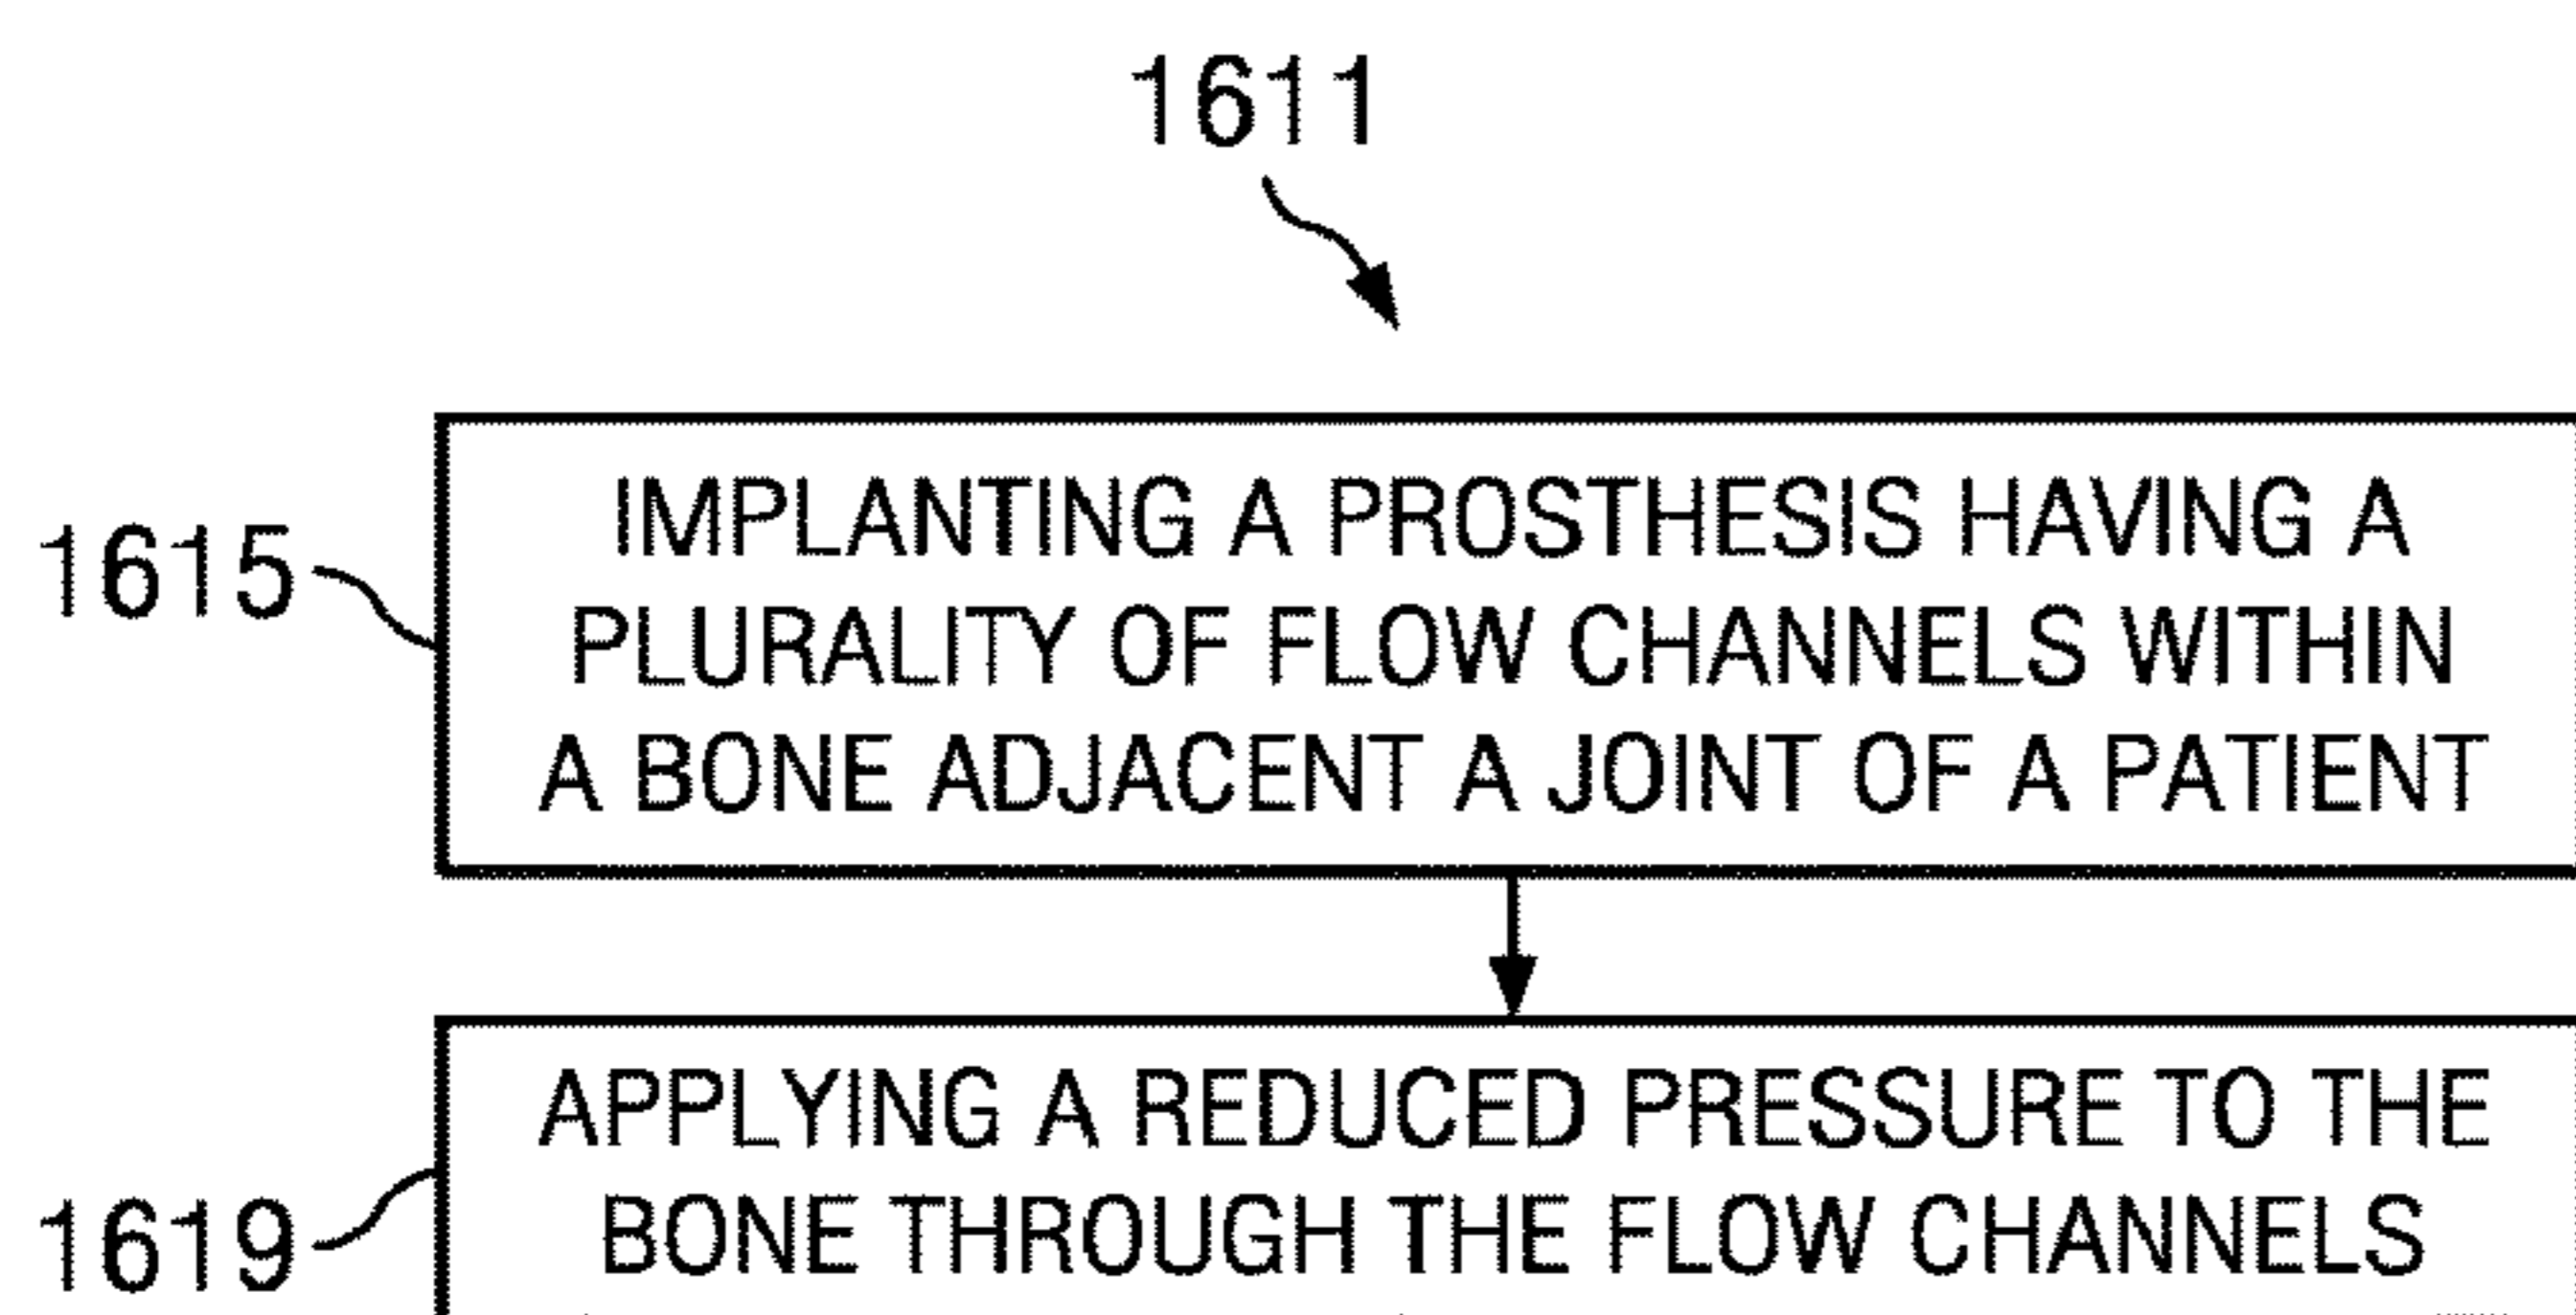 1611
1615
IMPLANTING A PROSTHESIS HAVING A
PLURALITY OF FLOW CHANNELS WITHIN
A BONE ADJACENT A JOINT OF A PATIENT
1619
APPLYING A REDUCED PRESSURE TO THE
BONE THROUGH THE FLOW CHANNELS